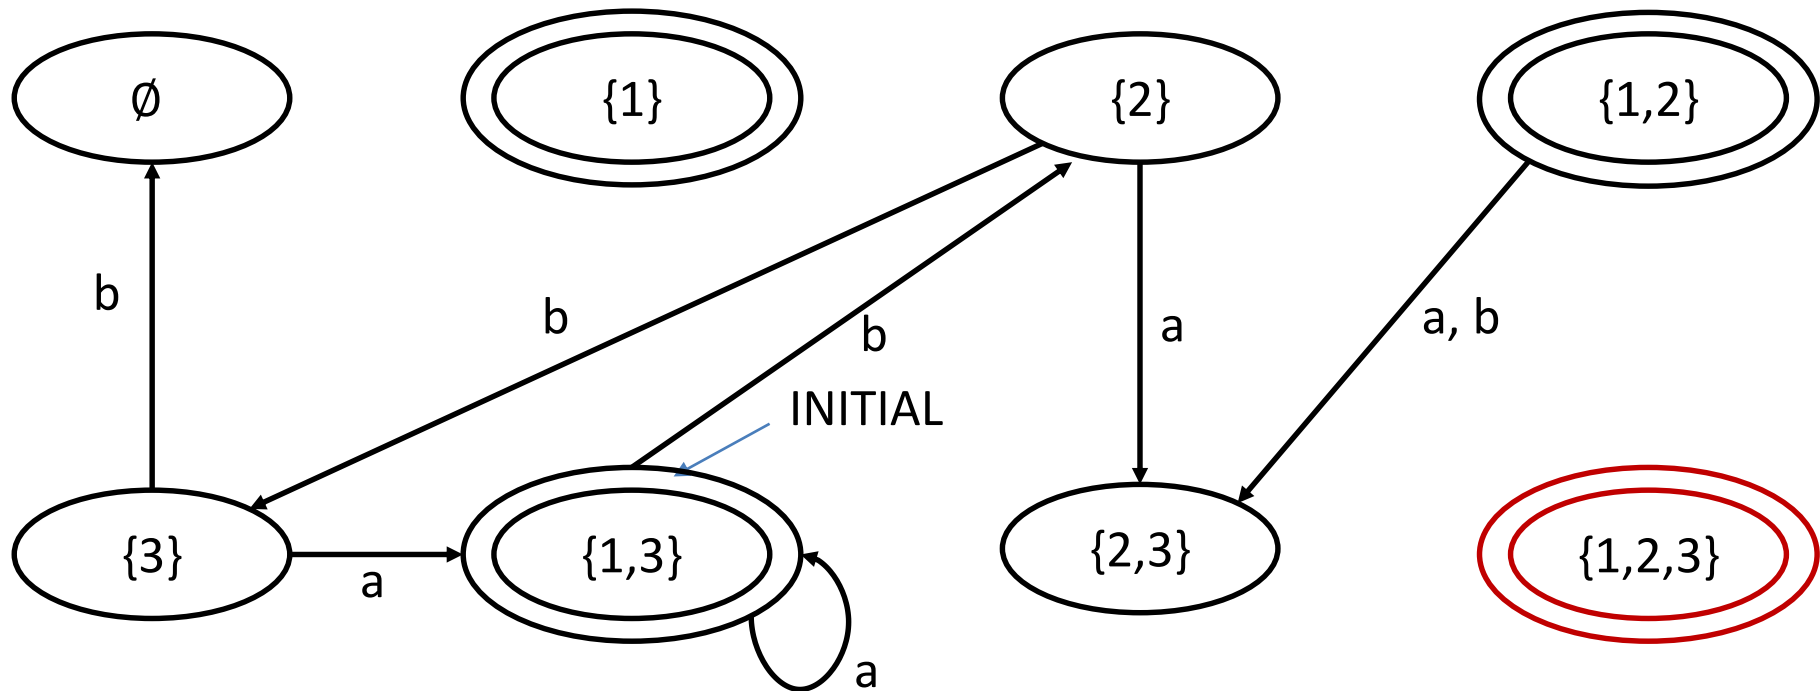 ∅
{1}
{2}
{1,2}
b
b
b
a
a, b
INITIAL
{3}
a
{1,3}
{2,3}
{1,2,3}
a